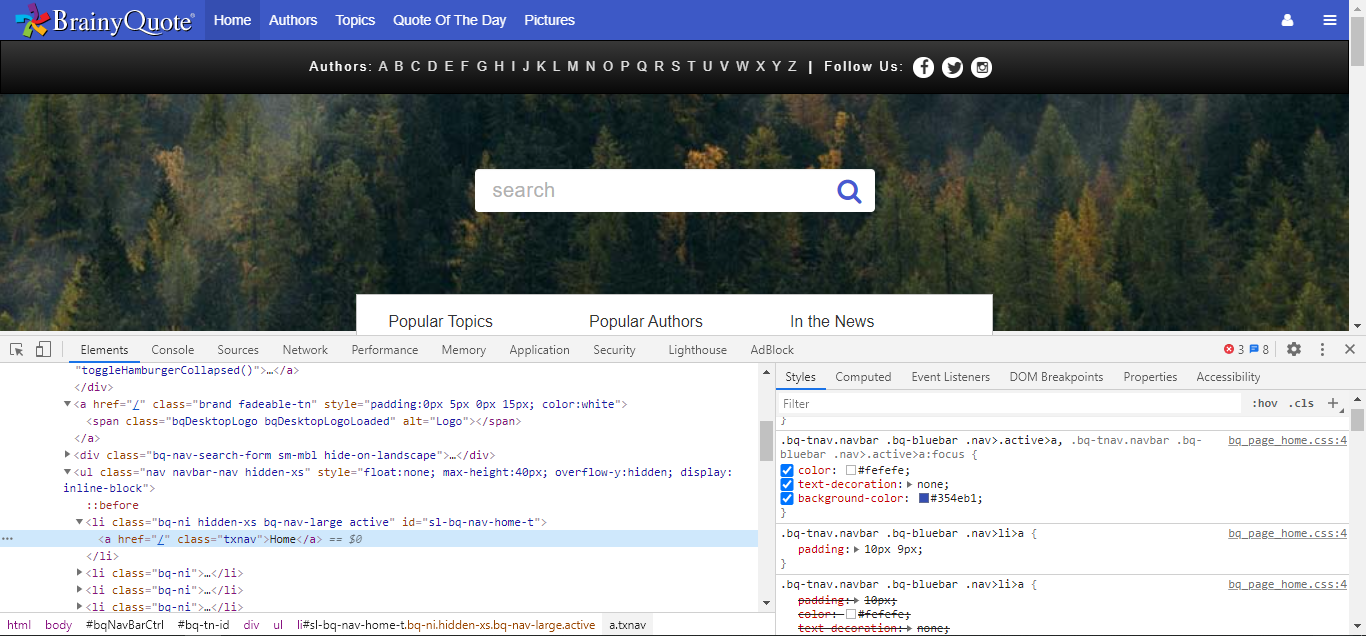 BrainyQuote® Home Authors Topics Quote Of The Day Pictures
Authors: A B C D E F G H I J K L M N O P Q R S T U V W X Y Z | Follow Us:
search
Popular Topics Popular Authors In the News
Elements Console Sources Network Performance Memory Application Security Lighthouse AdBlock 3 8
"toggleHamburgerCollapsed()">…</a>
</div>
<a href="/" class="brand fadeable-tn" style="padding:0px 5px 0px 15px; color:white">
<span class="bqDesktopLogo bqDesktopLogoLoaded" alt="Logo"></span>
</a>
<div class="bq-nav-search-form sm-mbl hide-on-landscape">…</div>
<ul class="nav navbar-nav hidden-xs" style="float:none; max-height:40px; overflow-y:hidden; display:
inline-block">
::before
<li class="bq-ni hidden-xs bq-nav-large active" id="sl-bq-nav-home-t">
<a href="/" class="txnav">Home</a> == $0
</li>
<li class="bq-ni">…</li>
<li class="bq-ni">…</li>
<li class="bq-ni">…</li>
html body #bqNavBarCtrl #bq-tn-id div ul li#sl-bq-nav-home-t.bq-ni.hidden-xs.bq-nav-large.active a.txnav
Styles Computed Event Listeners DOM Breakpoints Properties Accessibility
Filter :hov .cls +
}
.bq-tnav.navbar .bq-bluebar .nav>.active>a, .bq-tnav.navbar .bq- bq_page_home.css:4
bluebar .nav>.active>a:focus {
color: #fefefe;
text-decoration: none;
background-color: #354eb1;
}
.bq-tnav.navbar .bq-bluebar .nav>li>a { bq_page_home.css:4
padding: 10px 9px;
}
.bq-tnav.navbar .bq-bluebar .nav>li>a { bq_page_home.css:4
padding: 10px;
color: #fefefe;
text-decoration: none;